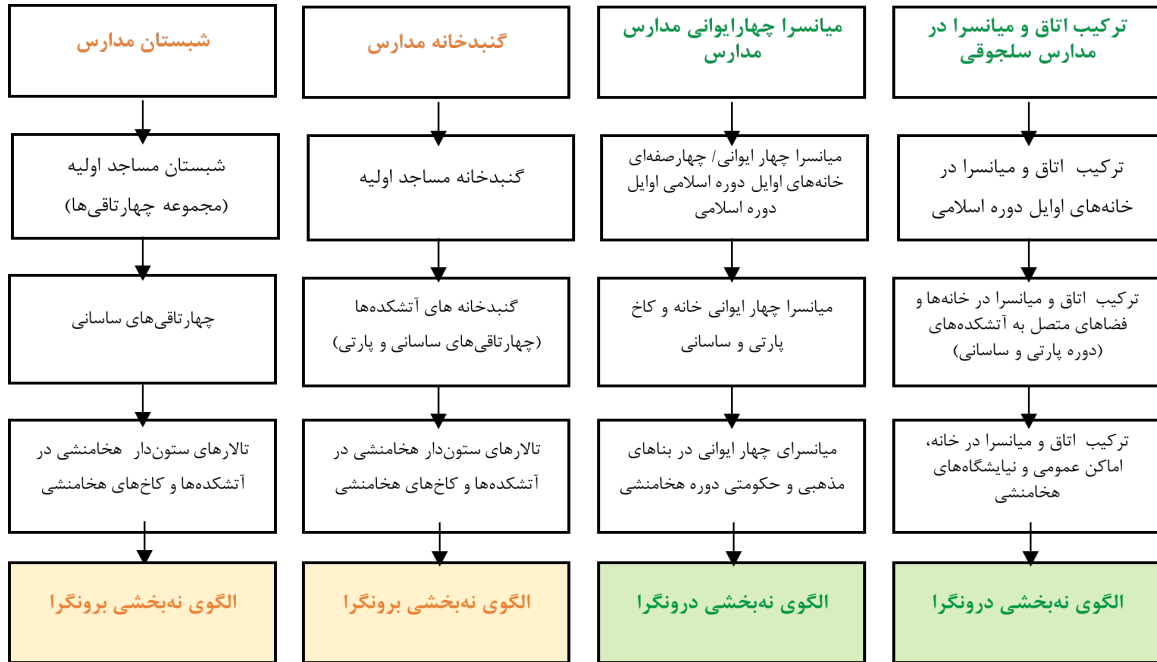 ترکیب اتاق و میانسرا در
مدارس سلجوقی
میانسرا چهارایوانی مدارس
مدارس
گنبدخانه مدارس
شبستان مدارس
ترکیب اتاق و میانسرا در
خانه‌های اوایل دوره اسلامی
میانسرا چهار ایوانی/ چهارصفه‌ای
خانه‌های اوایل دوره اسلامی اوایل
دوره اسلامی
گنبدخانه مساجد اولیه
شبستان مساجد اولیه
(مجموعه چهارتاقی‌ها)
ترکیب اتاق و میانسرا در خانه‌ها و
فضاهای متصل به آتشکده‌های
(دوره پارتی و ساسانی)
میانسرا چهار ایوانی خانه و کاخ
پارتی و ساسانی
گنبدخانه های آتشکده‌ها
(چهارتاقی‌های ساسانی و پارتی)
چهارتاقی‌های ساسانی
ترکیب اتاق و میانسرا در خانه،
اماکن عمومی و نیایشگاه‌های
هخامنشی
میانسرای چهار ایوانی در بناهای
مذهبی و حکومتی دوره هخامنشی
تالارهای ستون‌دار هخامنشی در
آتشکده‌ها و کاخ‌های هخامنشی
تالارهای ستون‌دار هخامنشی در
آتشکده‌ها و کاخ‌های هخامنشی
الگوی نه‌بخشی درونگرا
الگوی نه‌بخشی درونگرا
الگوی نه‌بخشی برونگرا
الگوی نه‌بخشی برونگرا